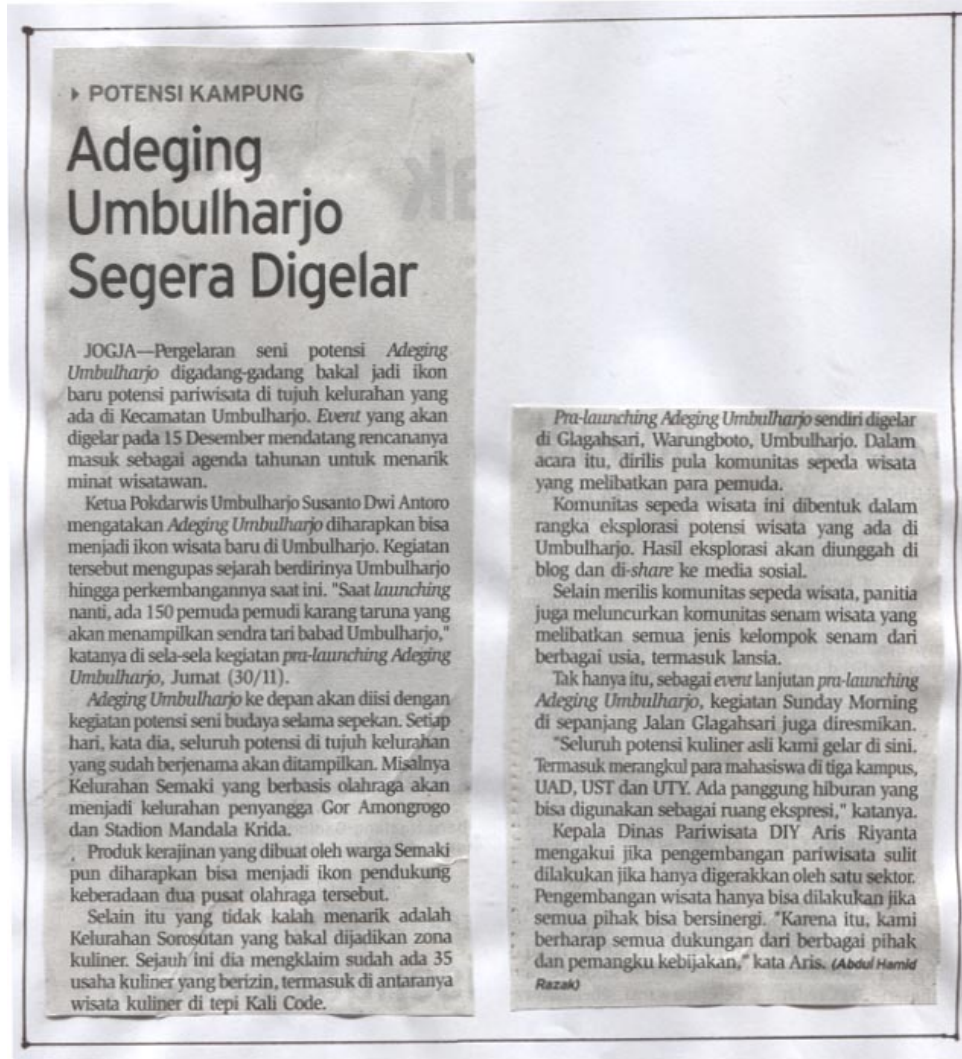 POTENSI KAMPUNG
Adeging
Umbulharjo
Segera Digelar
JOGJA—Pergelaran seni potensi Adeging
Umbulharjo digadang-gadang bakal jadi ikon
baru potensi pariwisata di tujuh kelurahan yang
ada di Kecamatan Umbulharjo. Event yang akan
digelar pada 15 Desember mendatang rencananya
masuk sebagai agenda tahunan untuk menarik
minat wisatawan.
Ketua Pokdarwis Umbulharjo Susanto Dwi Antoro
mengatakan Adeging Umbulharjo diharapkan bisa
menjadi ikon wisata baru di Umbulharjo. Kegiatan
tersebut mengupas sejarah berdirinya Umbulharjo
hingga perkembangannya saat ini. "Saat launching
nanti, ada 150 pemuda pemudi karang taruna yang
akan menampilkan sendra tari babad Umbulharjo,"
katanya di sela-sela kegiatan pra-launching Adeging
Umbulharjo, Jumat (30/11).
Adeging Umbulharjo ke depan akan diisi dengan
kegiatan potensi seni budaya selama sepekan. Setiap
hari, kata dia, seluruh potensi di tujuh kelurahan
yang sudah berjenama akan ditampilkan. Misalnya
Kelurahan Semaki yang berbasis olahraga akan
menjadi kelurahan penyangga Gor Amongrogo
dan Stadion Mandala Krida.
Produk kerajinan yang dibuat oleh warga Semaki
pun diharapkan bisa menjadi ikon pendukung
keberadaan dua pusat olahraga tersebut.
Selain itu yang tidak kalah menarik adalah
Kelurahan Sorosutan yang bakal dijadikan zona
kuliner. Sejauh ini dia mengklaim sudah ada 35
usaha kuliner yang berizin, termasuk di antaranya
wisata kuliner di tepi Kali Code.
Pra-launching Adeging Umbulharjo sendiri digelar
di Glagahsari, Warungboto, Umbulharjo. Dalam
acara itu, dirilis pula komunitas sepeda wisata
yang melibatkan para pemuda.
Komunitas sepeda wisata ini dibentuk dalam
rangka eksplorasi potensi wisata yang ada di
Umbulharjo. Hasil eksplorasi akan diunggah di
blog dan di-share ke media sosial.
Selain merilis komunitas sepeda wisata, panitia
juga meluncurkan komunitas senam wisata yang
melibatkan semua jenis kelompok senam dari
berbagai usia, termasuk lansia.
Tak hanya itu, sebagai event lanjutan pra-launching
Adeging Umbulharjo, kegiatan Sunday Morning
di sepanjang Jalan Glagahsari juga diresmikan.
"Seluruh potensi kuliner asli kami gelar di sini.
Termasuk merangkul para mahasiswa di tiga kampus,
UAD, UST dan UTY. Ada panggung hiburan yang
bisa digunakan sebagai ruang ekspresi," katanya.
Kepala Dinas Pariwisata DIY Aris Riyanta
mengakui jika pengembangan pariwisata sulit
dilakukan jika hanya digerakkan oleh satu sektor.
Pengembangan wisata hanya bisa dilakukan jika
semua pihak bisa bersinergi. "Karena itu, kami
berharap semua dukungan dari berbagai pihak
dan pemangku kebijakan," kata Aris. (Abdul Hamid
Razak)